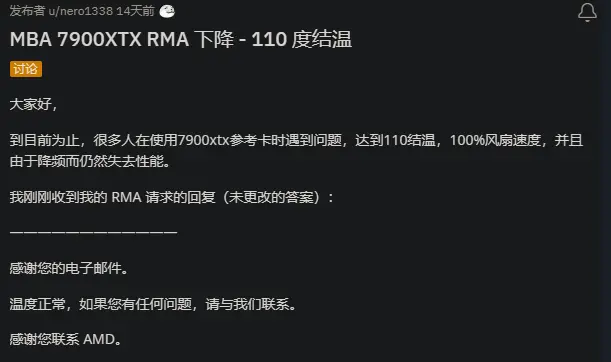 发布者 u/nero1338 14天前
MBA 7900XTX RMA 下降 - 110 度结温
讨论
大家好，
到目前为止，很多人在使用7900xtx参考卡时遇到问题，达到110结温，100%风扇速度，并且
由于降频而仍然失去性能。
我刚刚收到我的 RMA 请求的回复（未更改的答案）：
————————————
感谢您的电子邮件。
温度正常，如果您有任何问题，请与我们联系。
感谢您联系 AMD。